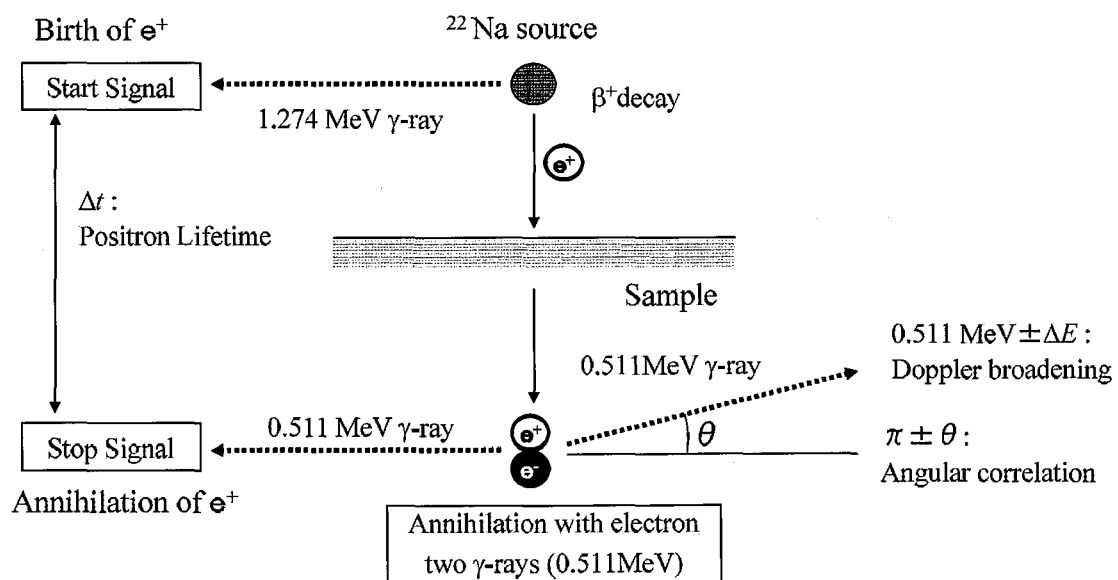 Birth of e⁺
²²Na source
Start Signal
β⁺decay
1.274 MeV γ-ray
e⁺
Δt :
Positron Lifetime
Sample
0.511 MeV ± ΔE :
Doppler broadening
0.511MeV γ-ray
0.511 MeV γ-ray
Stop Signal
e⁺
e⁻
θ
π ± θ :
Angular correlation
Annihilation of e⁺
Annihilation with electron
two γ-rays (0.511MeV)